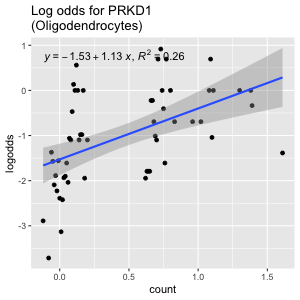 Log odds for PRKD1
(Oligodendrocytes)
y = −1.53 + 1.13 x, R² = 0.26
1
0
-1
-2
-3
logodds
0.0 0.5 1.0 1.5
count